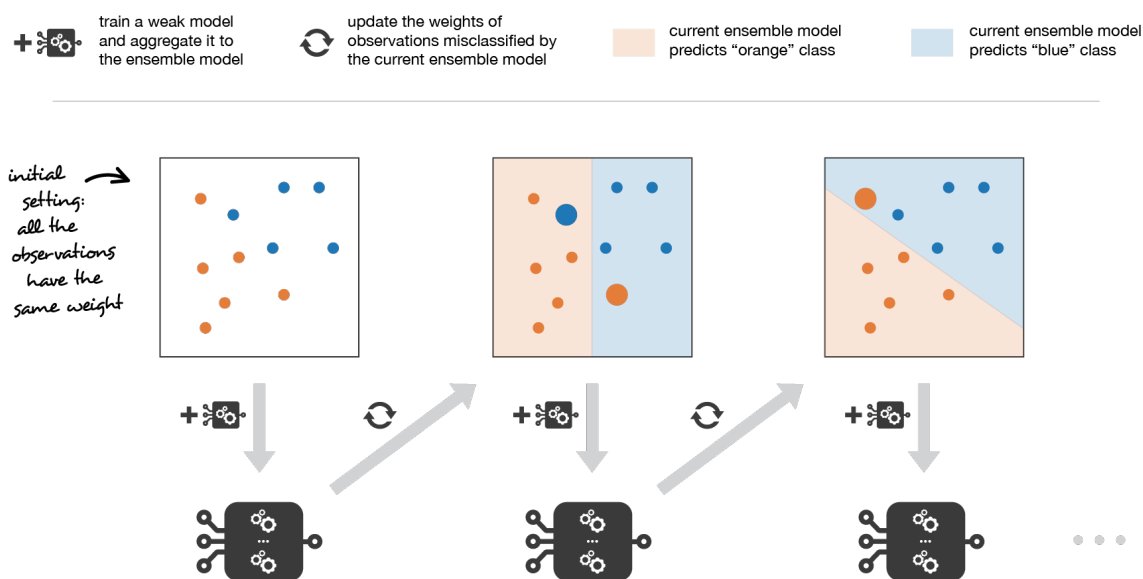 train a weak model
and aggregate it to
the ensemble model
update the weights of
observations misclassified by
the current ensemble model
current ensemble model
predicts “orange” class
current ensemble model
predicts “blue” class
initial
setting:
all the
observations
have the
same weight